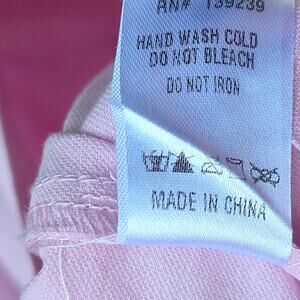 RN# 139239
HAND WASH COLD
DO NOT BLEACH
DO NOT IRON
MADE IN CHINA